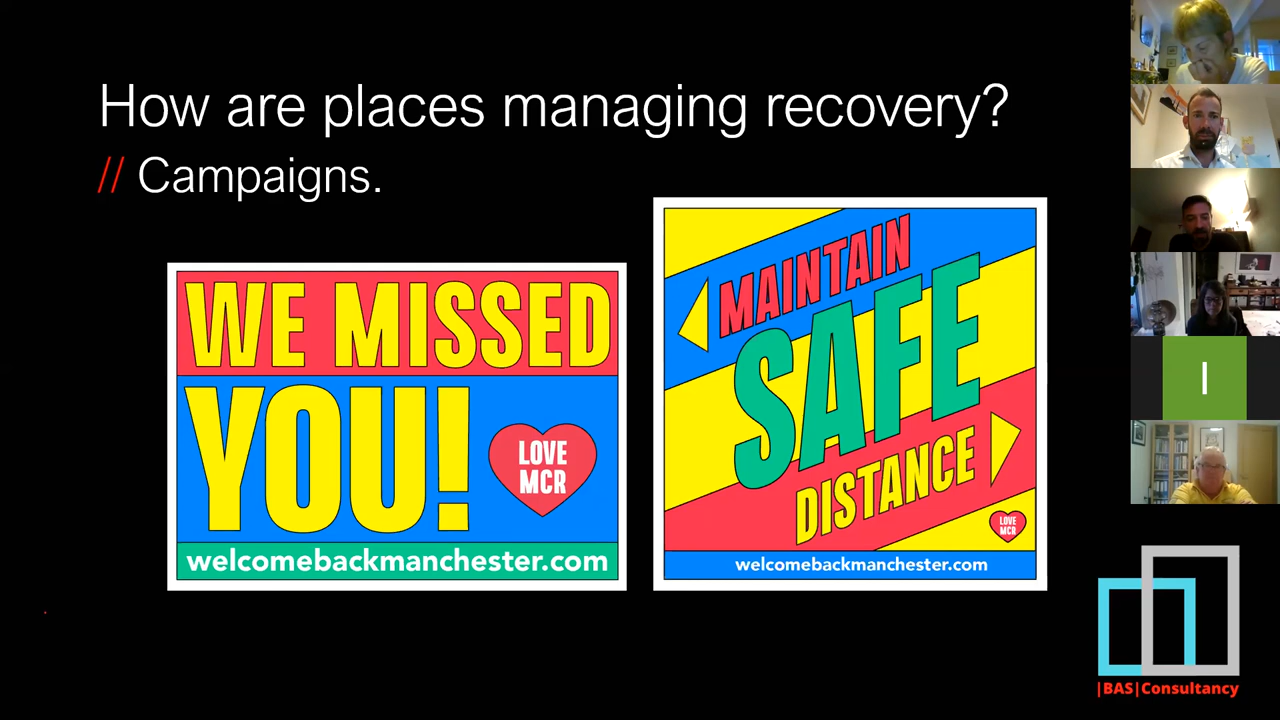 How are places managing recovery?
// Campaigns.
WE MISSED
YOU!
LOVE
MCR
welcomebackmanchester.com
MAINTAIN
SAFE
DISTANCE
LOVE
MCR
welcomebackmanchester.com
I
|BAS|Consultancy